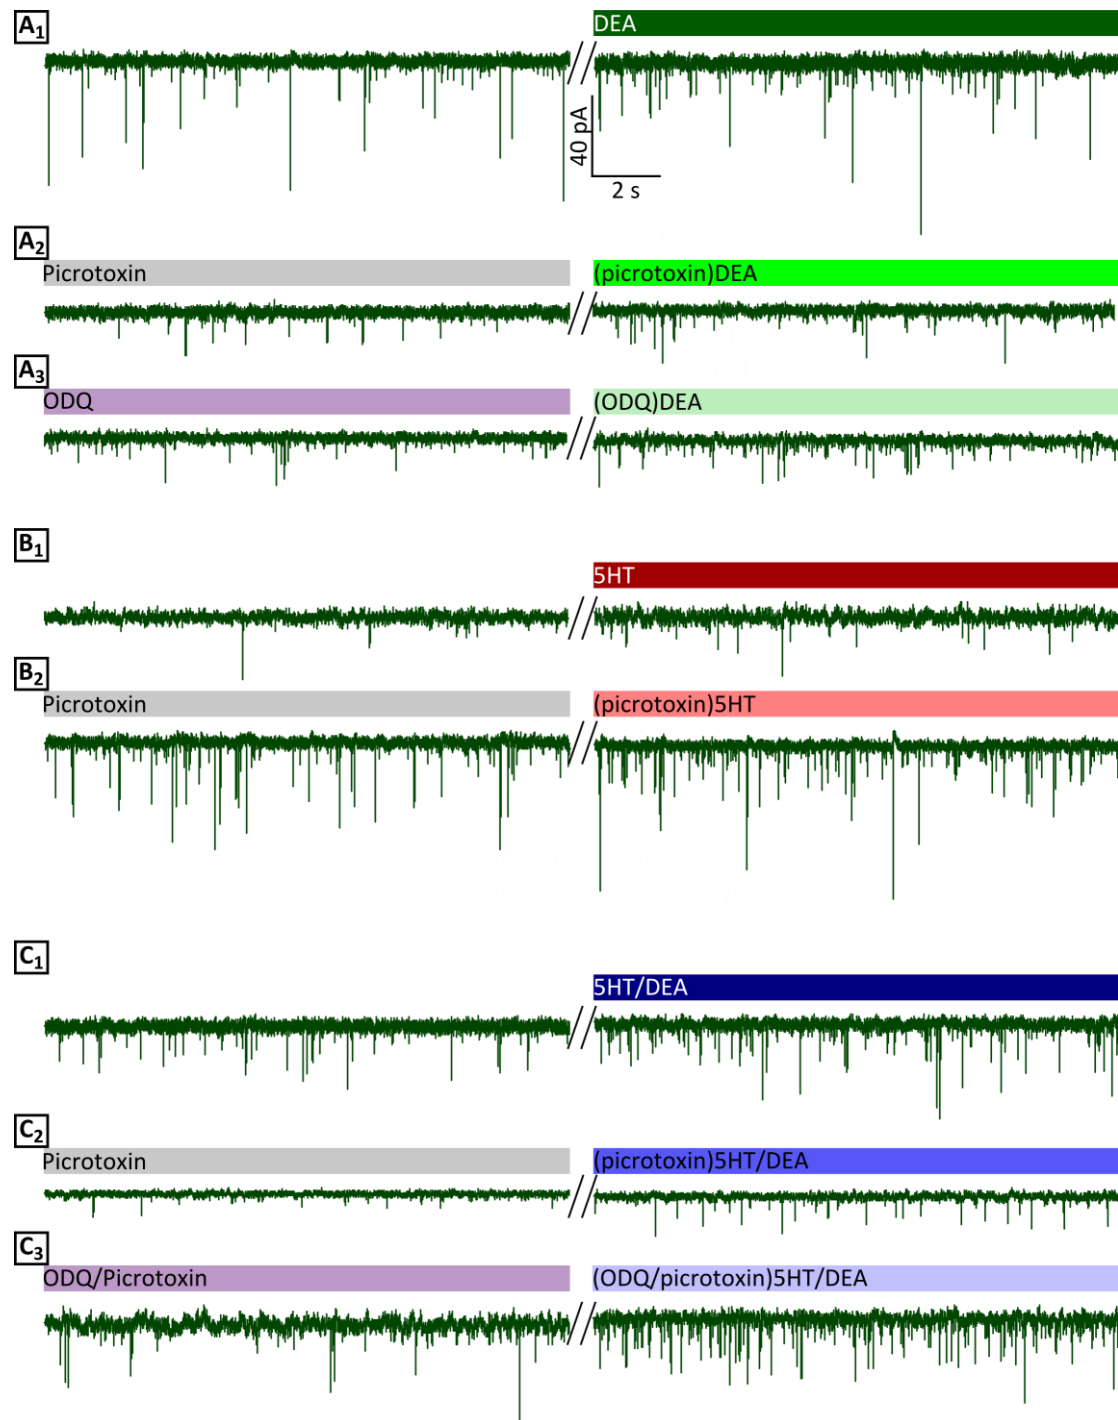 A1
DEA
40 pA
2 s
A2
Picrotoxin
(picrotoxin)DEA
A3
ODQ
(ODQ)DEA
B1
5HT
B2
Picrotoxin
(picrotoxin)5HT
C1
5HT/DEA
C2
Picrotoxin
(picrotoxin)5HT/DEA
C3
ODQ/Picrotoxin
(ODQ/picrotoxin)5HT/DEA